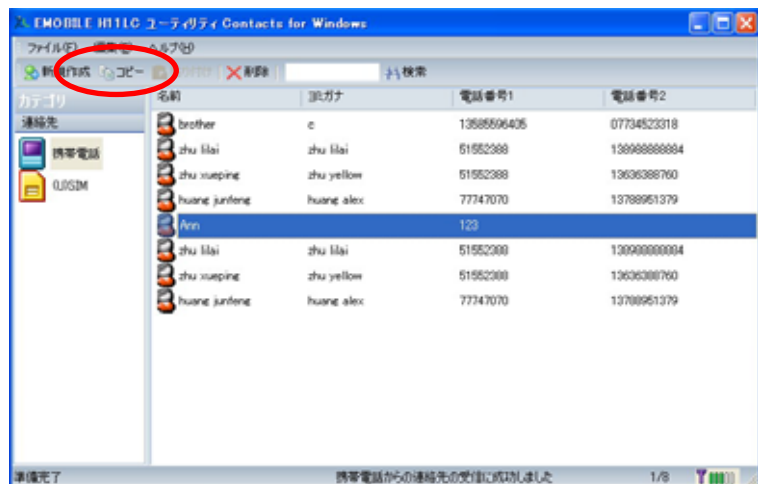 EMOBILE H11LC ユーティリティ Contacts for Windows
ファイル(F) 編集(E) ヘルプ(H)
新規作成 コピー 削除 検索
カテゴリ 名前 ヨミガナ 電話番号1 電話番号2
連絡先
携帯電話
0,0SIM
brother c 13585596405 07734523318
zhu lilai zhu lilai 51552388 138988888884
zhu xueping zhu yellow 51552388 13636388760
huang junfeng huang alex 77747070 13788951379
Ann 123
zhu lilai zhu lilai 51552388 138988888884
zhu xueping zhu yellow 51552388 13636388760
huang junfeng huang alex 77747070 13788951379
準備完了 携帯電話からの連絡先の受信に成功しました 1/8